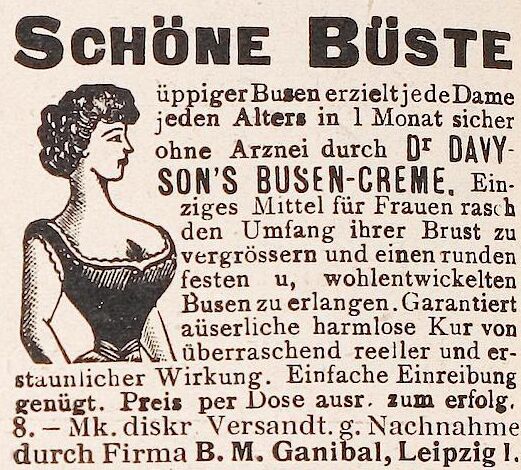 SCHÖNE BÜSTE
üppiger Busen erzielt jede Dame
jeden Alters in 1 Monat sicher
ohne Arznei durch Dr DAVY-
SON'S BUSEN-CREME. Ein-
ziges Mittel für Frauen rasch
den Umfang ihrer Brust zu
vergrössern und einen runden
festen u, wohlentwickelten
Busen zu erlangen. Garantiert
aüserliche harmlose Kur von
überraschend reeller und er-
staunlicher Wirkung. Einfache Einreibung
genügt. Preis per Dose ausr. zum erfolg.
8. — Mk. diskr. Versandt. g. Nachnahme
durch Firma B. M. Ganibal, Leipzig I.